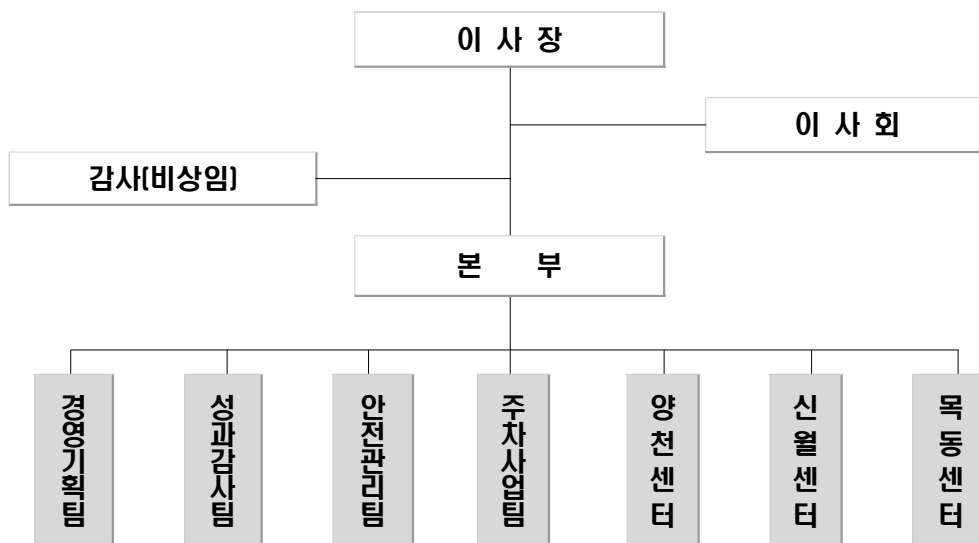 이 사 장
이 사 회
감사(비상임)
본 부
경영기획팀
성과감사팀
안전관리팀
주차사업팀
양천센터
신월센터
목동센터